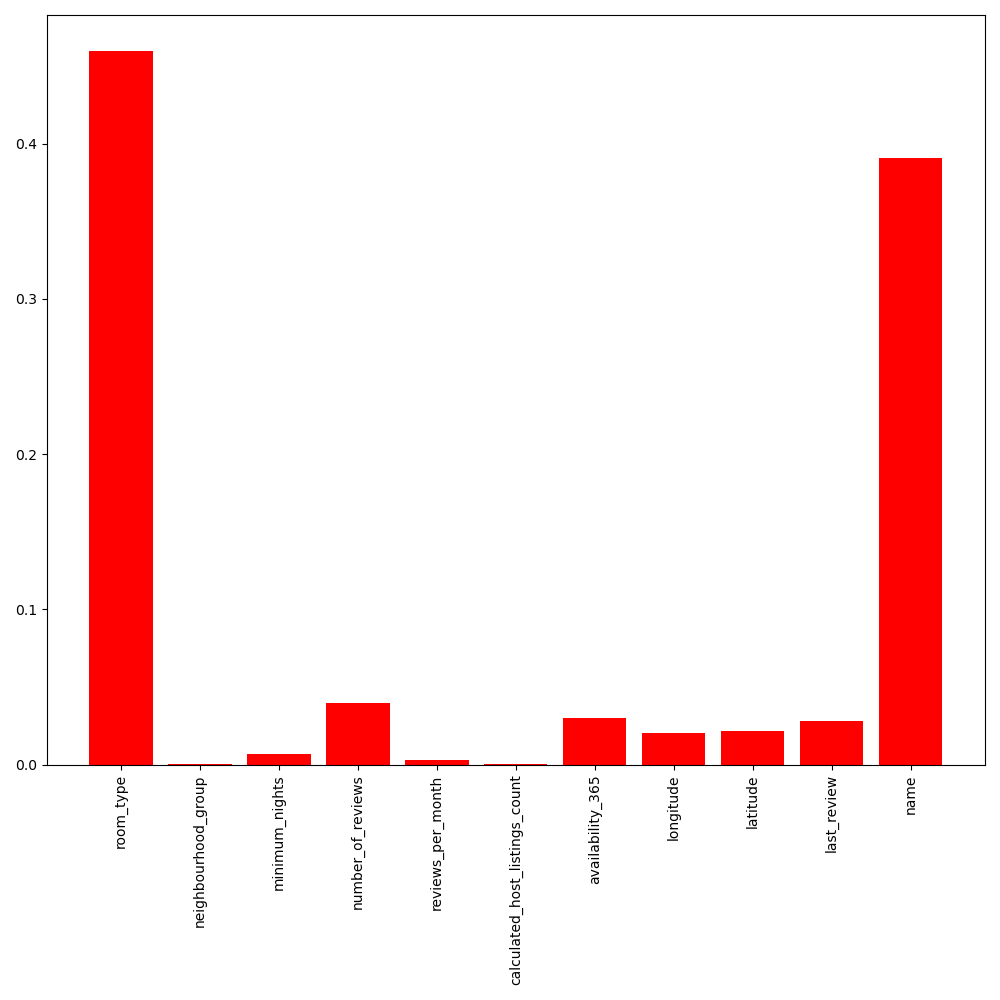 0.4
0.3
0.2
0.1
0.0
room_type
neighbourhood_group
minimum_nights
number_of_reviews
reviews_per_month
calculated_host_listings_count
availability_365
longitude
latitude
last_review
name